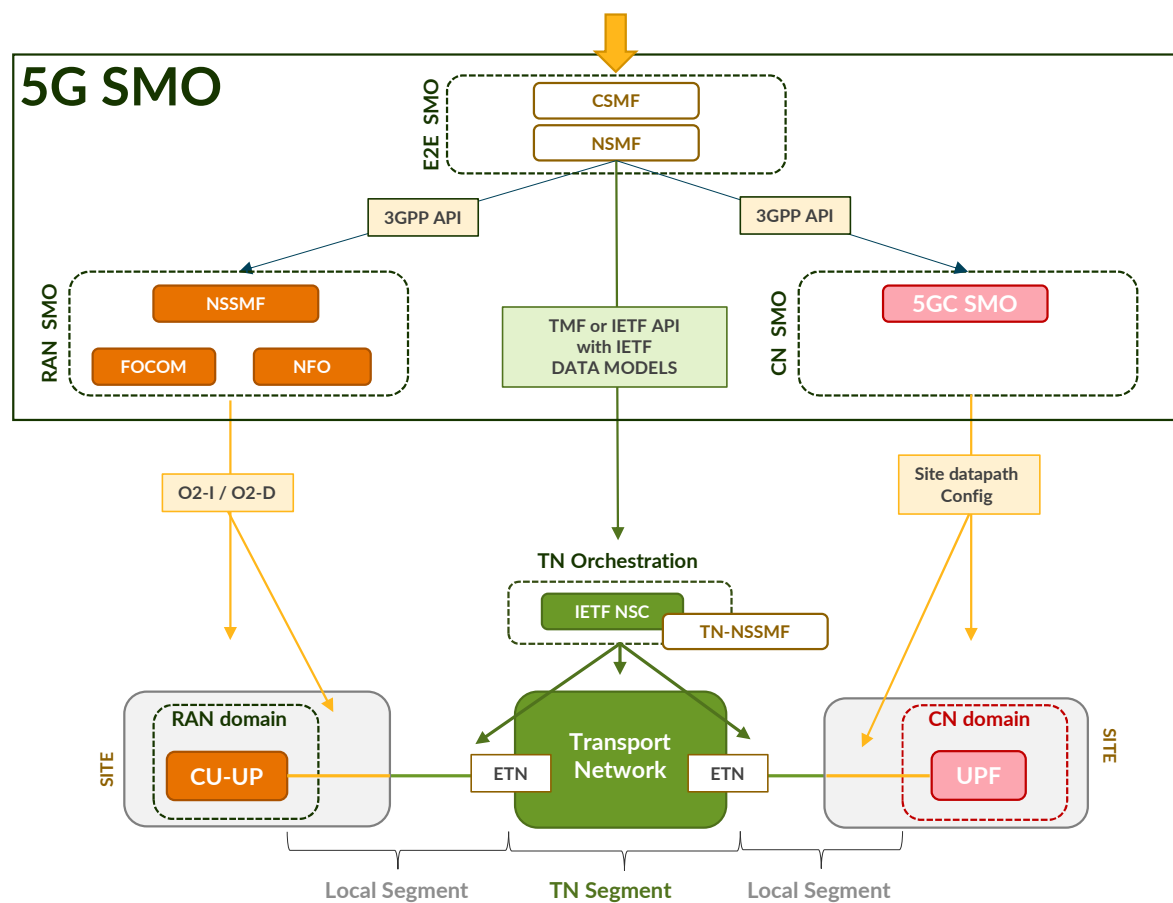 5G SMO
E2E SMO
CSMF
NSMF
3GPP API
3GPP API
RAN SMO
NSSMF
FOCOM
NFO
TMF or IETF API
with IETF
DATA MODELS
CN SMO
5GC SMO
O2-I / O2-D
Site datapath
Config
TN Orchestration
IETF NSC
TN-NSSMF
SITE
RAN domain
CU-UP
ETN
Transport
Network
ETN
CN domain
UPF
SITE
Local Segment
TN Segment
Local Segment